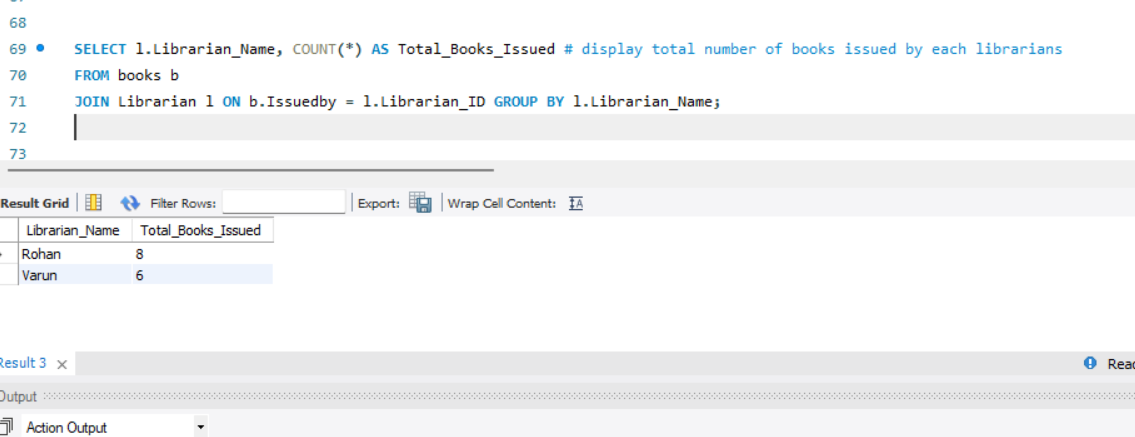 68
69 SELECT l.Librarian_Name, COUNT(*) AS Total_Books_Issued # display total number of books issued by each librarians
70 FROM books b
71 JOIN Librarian l ON b.Issuedby = l.Librarian_ID GROUP BY l.Librarian_Name;
72
73
Result Grid Filter Rows: Export: Wrap Cell Content: IA
Librarian_Name Total_Books_Issued
Rohan 8
Varun 6
Result 3 Read
Output
Action Output